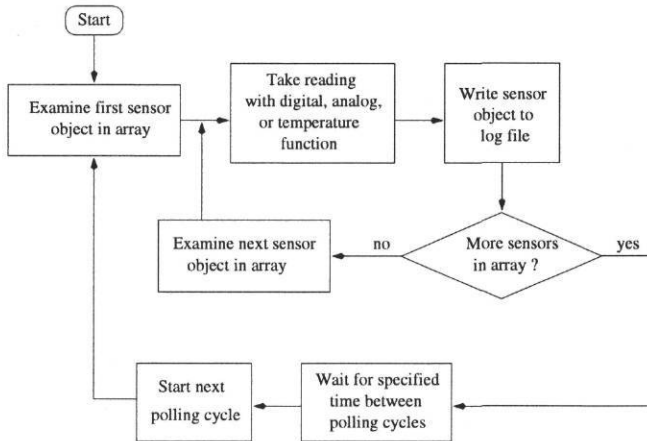 Start
Examine first sensor
object in array
Take reading
with digital, analog,
or temperature
function
Write sensor
object to
log file
More sensors
in array ?
no
yes
Examine next sensor
object in array
Wait for specified
time between
polling cycles
Start next
polling cycle